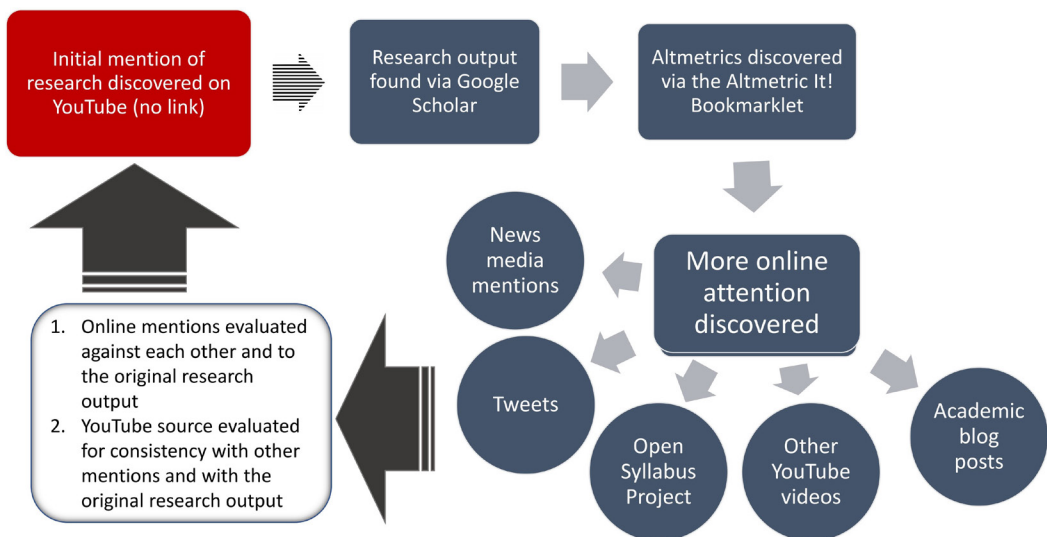 Initial mention of
research discovered on
YouTube (no link)
Research output
found via Google
Scholar
Altmetrics discovered
via the Altmetric It!
Bookmarklet
More online
attention
discovered
News
media
mentions
Tweets
Open
Syllabus
Project
Other
YouTube
videos
Academic
blog
posts
1. Online mentions evaluated
against each other and to
the original research
output
2. YouTube source evaluated
for consistency with other
mentions and with the
original research output